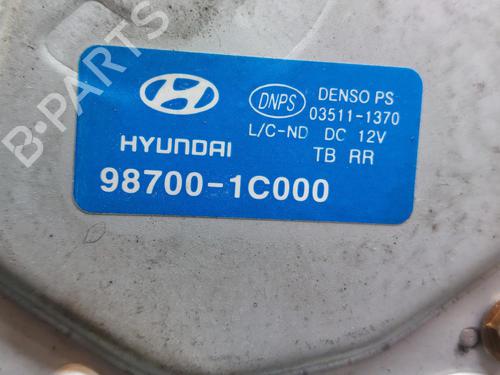 HYUNDAI
DNPS
DENSO PS
03511-1370
L/C-ND DC 12V
TB RR
98700-1C000
B-PARTS